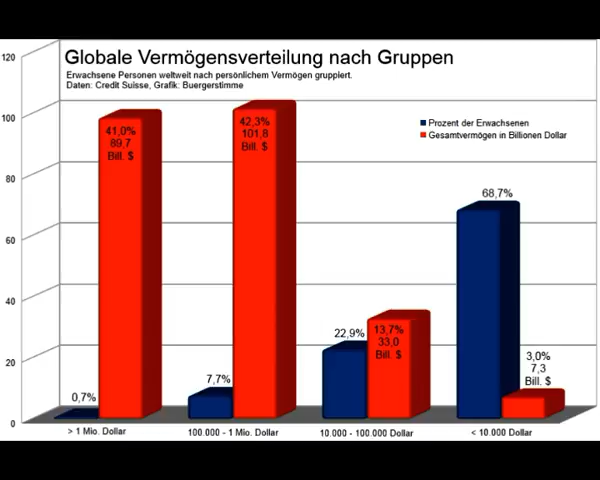 Globale Vermögensverteilung nach Gruppen
Erwachsene Personen weltweit nach persönlichem Vermögen gruppiert.
Daten: Credit Suisse, Grafik: Buergerstimme
Prozent der Erwachsenen
Gesamtvermögen in Billionen Dollar
120
100
80
60
40
20
0
0,7%
41,0%
89,7
Bill. $
7,7%
42,3%
101,8
Bill. $
22,9%
13,7%
33,0
Bill. $
68,7%
3,0%
7,3
Bill. $
> 1 Mio. Dollar
100.000 - 1 Mio. Dollar
10.000 - 100.000 Dollar
< 10.000 Dollar